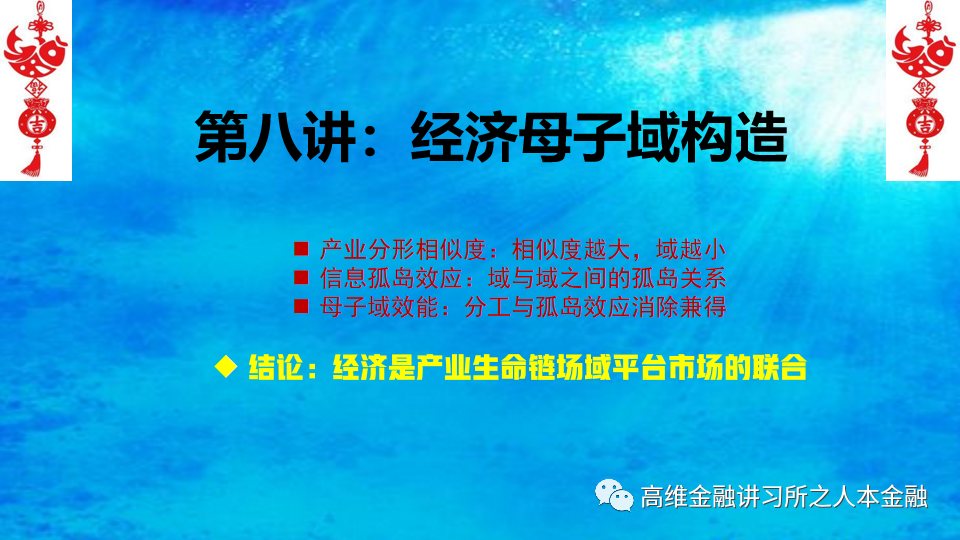 第八讲：经济母子域构造
■ 产业分形相似度：相似度越大，域越小
■ 信息孤岛效应：域与域之间的孤岛关系
■ 母子域效能：分工与孤岛效应消除兼得
◆ 结论：经济是产业生命链场域平台市场的联合
高维金融讲习所之人本金融
吉
吉